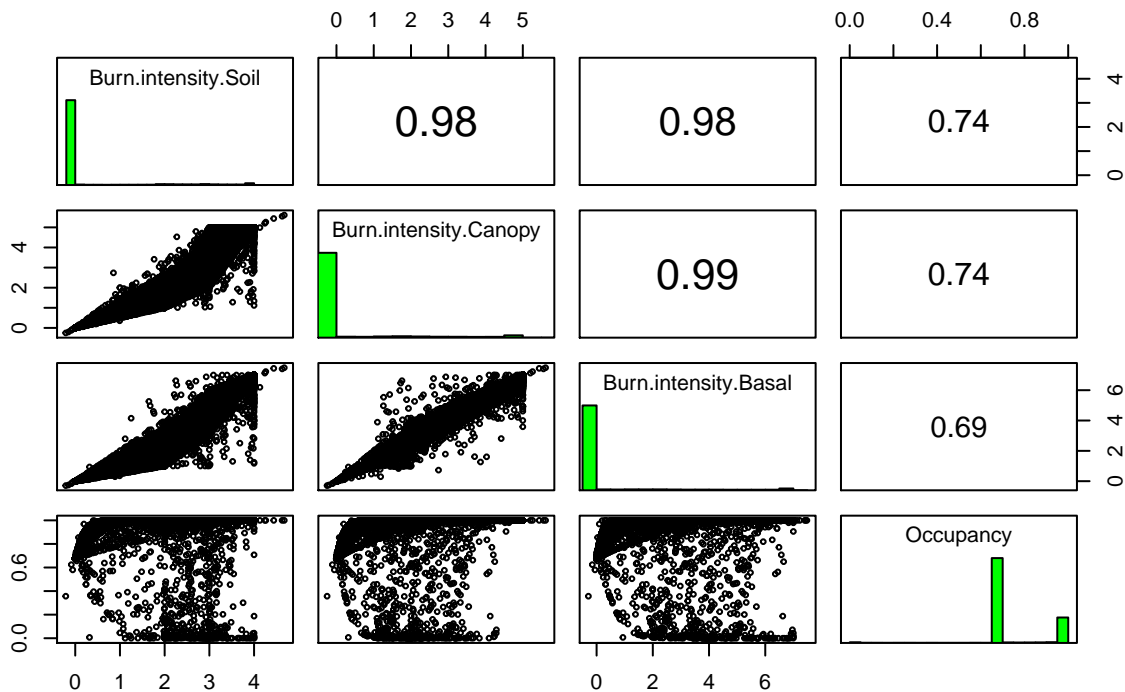 0 1 2 3 4 5
0.0 0.4 0.8
Burn.intensity.Soil
0.98
0.98
0.74
0 2 4
0 2 4
Burn.intensity.Canopy
0.99
0.74
Burn.intensity.Basal
0.69
0 2 4 6
0.0 0.6
Occupancy
0 1 2 3 4
0 2 4 6